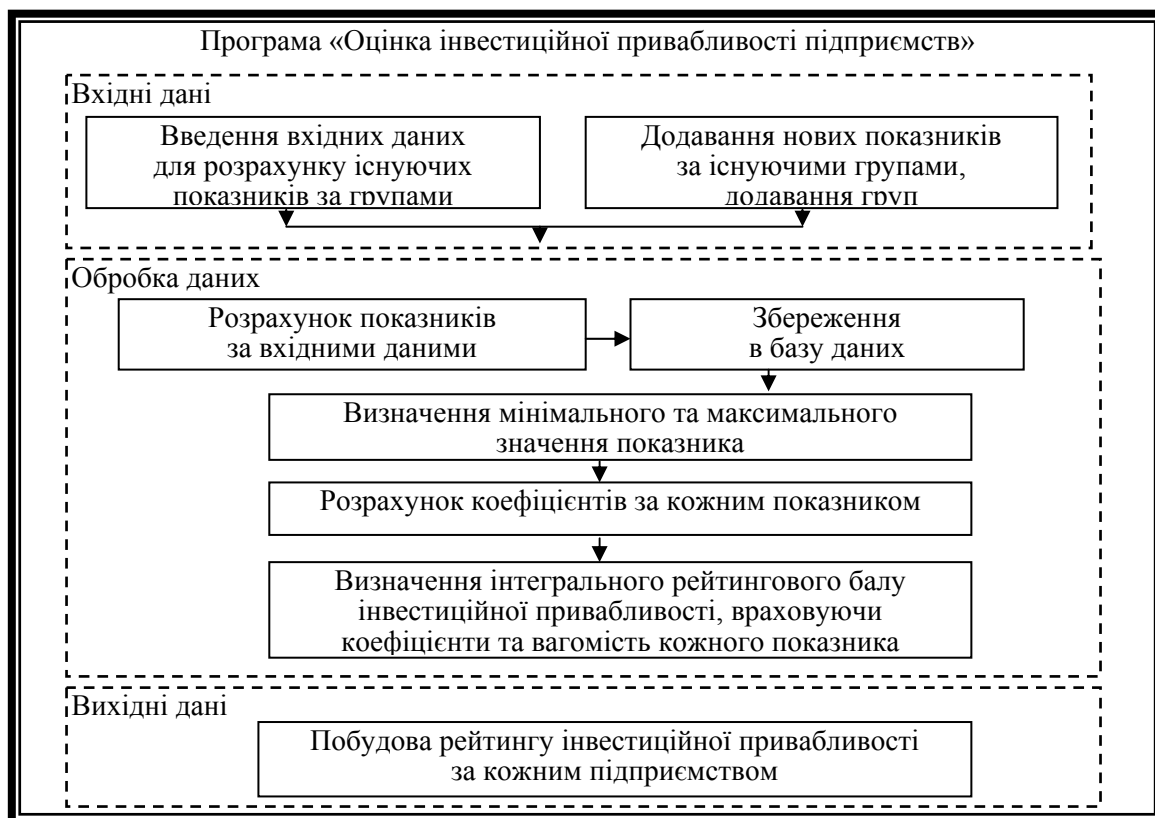 Програма «Оцінка інвестиційної привабливості підприємств»
Вхідні дані
Введення вхідних даних
для розрахунку існуючих
показників за групами
Додавання нових показників
за існуючими групами,
додавання груп
Обробка даних
Розрахунок показників
за вхідними даними
Збереження
в базу даних
Визначення мінімального та максимального
значення показника
Розрахунок коефіцієнтів за кожним показником
Визначення інтегрального рейтингового балу
інвестиційної привабливості, враховуючи
коефіцієнти та вагомість кожного показника
Вихідні дані
Побудова рейтингу інвестиційної привабливості
за кожним підприємством